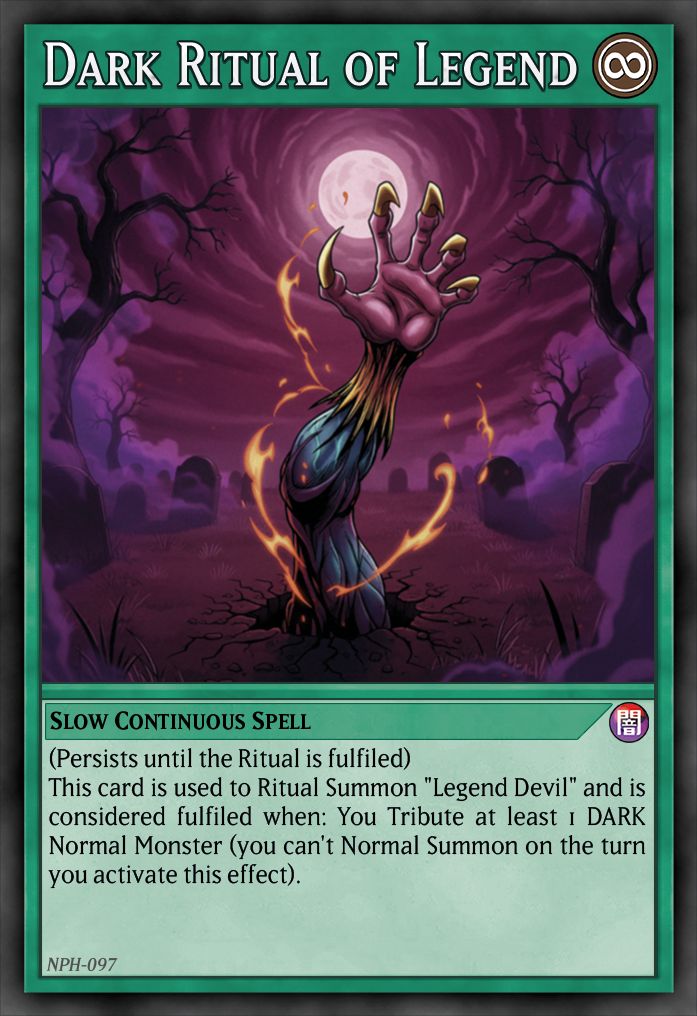 Dark Ritual of Legend
Slow Continuous Spell
闇
(Persists until the Ritual is fulfiled)
This card is used to Ritual Summon "Legend Devil" and is
considered fulfiled when: You Tribute at least 1 DARK
Normal Monster (you can't Normal Summon on the turn
you activate this effect).
NPH-097